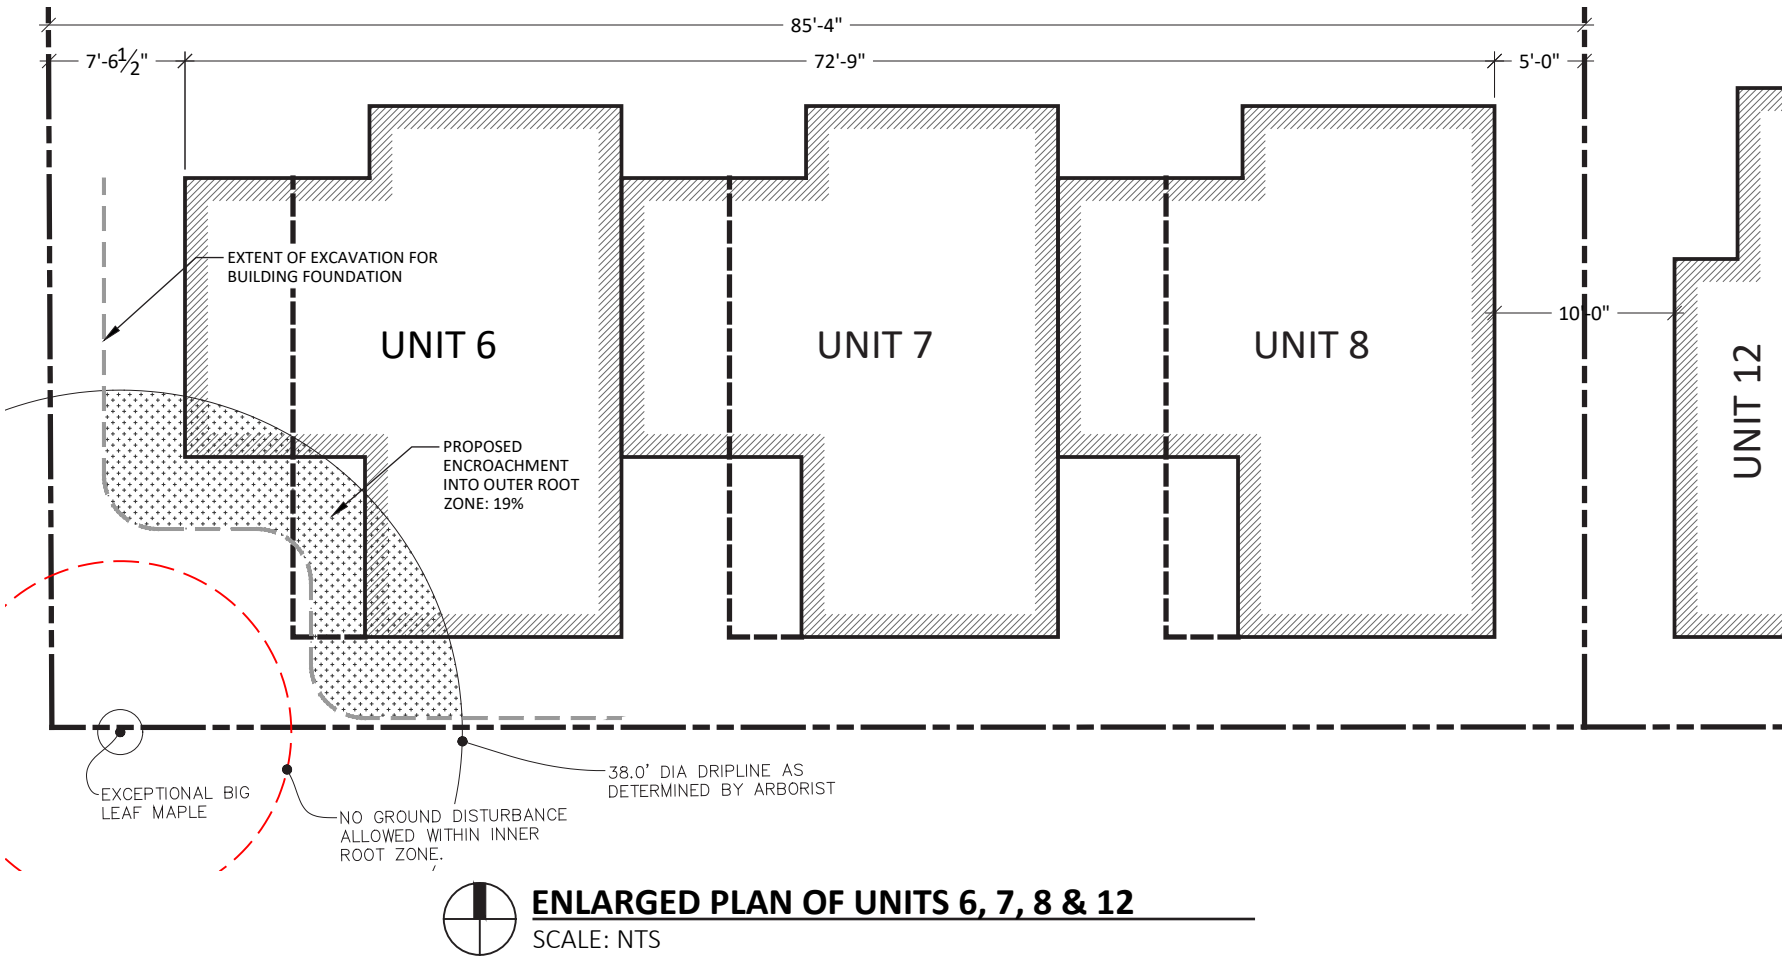 85'-4"
7'-6½"
72'-9"
5'-0"
EXTENT OF EXCAVATION FOR
BUILDING FOUNDATION
10'-0"
UNIT 6
UNIT 7
UNIT 8
UNIT 12
PROPOSED
ENCROACHMENT
INTO OUTER ROOT
ZONE: 19%
EXCEPTIONAL BIG
LEAF MAPLE
NO GROUND DISTURBANCE
ALLOWED WITHIN INNER
ROOT ZONE.
38.0' DIA DRIPLINE AS
DETERMINED BY ARBORIST
ENLARGED PLAN OF UNITS 6, 7, 8 & 12
SCALE: NTS